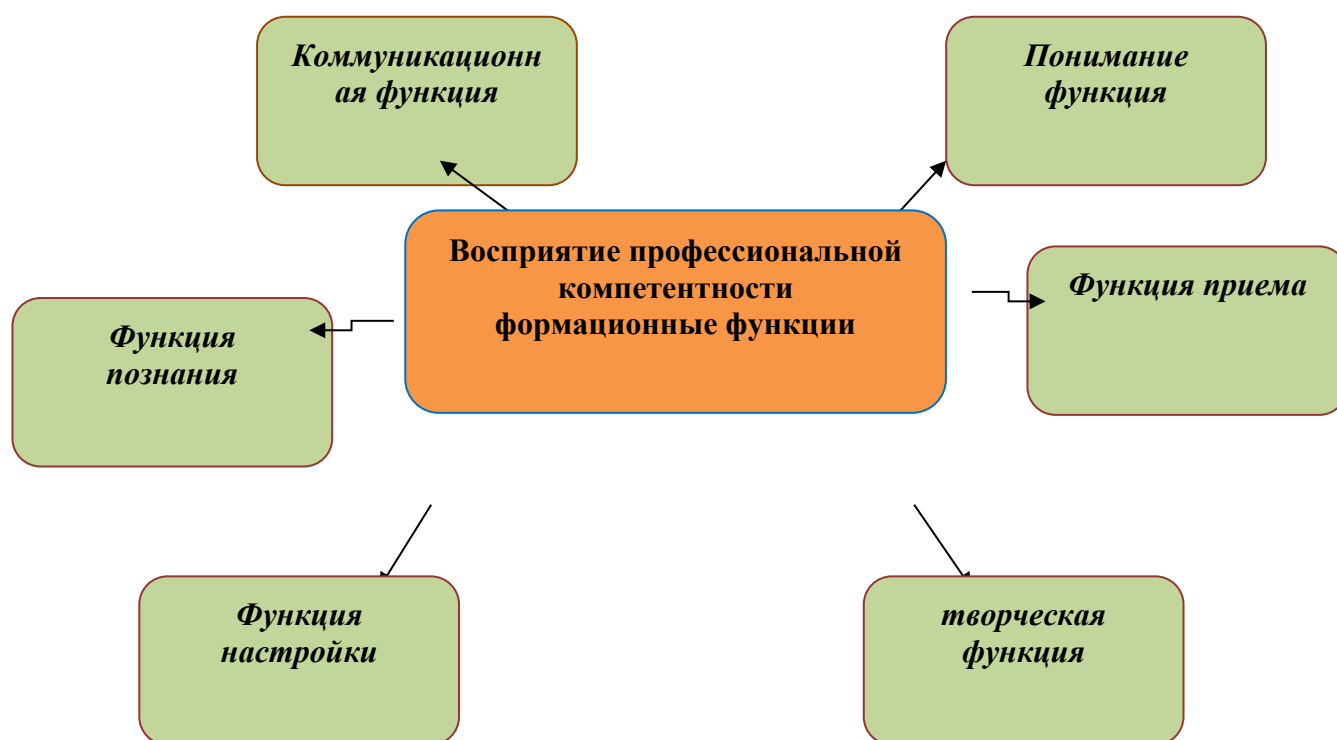 Коммуникационн
ая функция
Понимание
функция
Восприятие профессиональной
компетентности
формационные функции
Функция приема
Функция
познания
Функция
настройки
творческая
функция